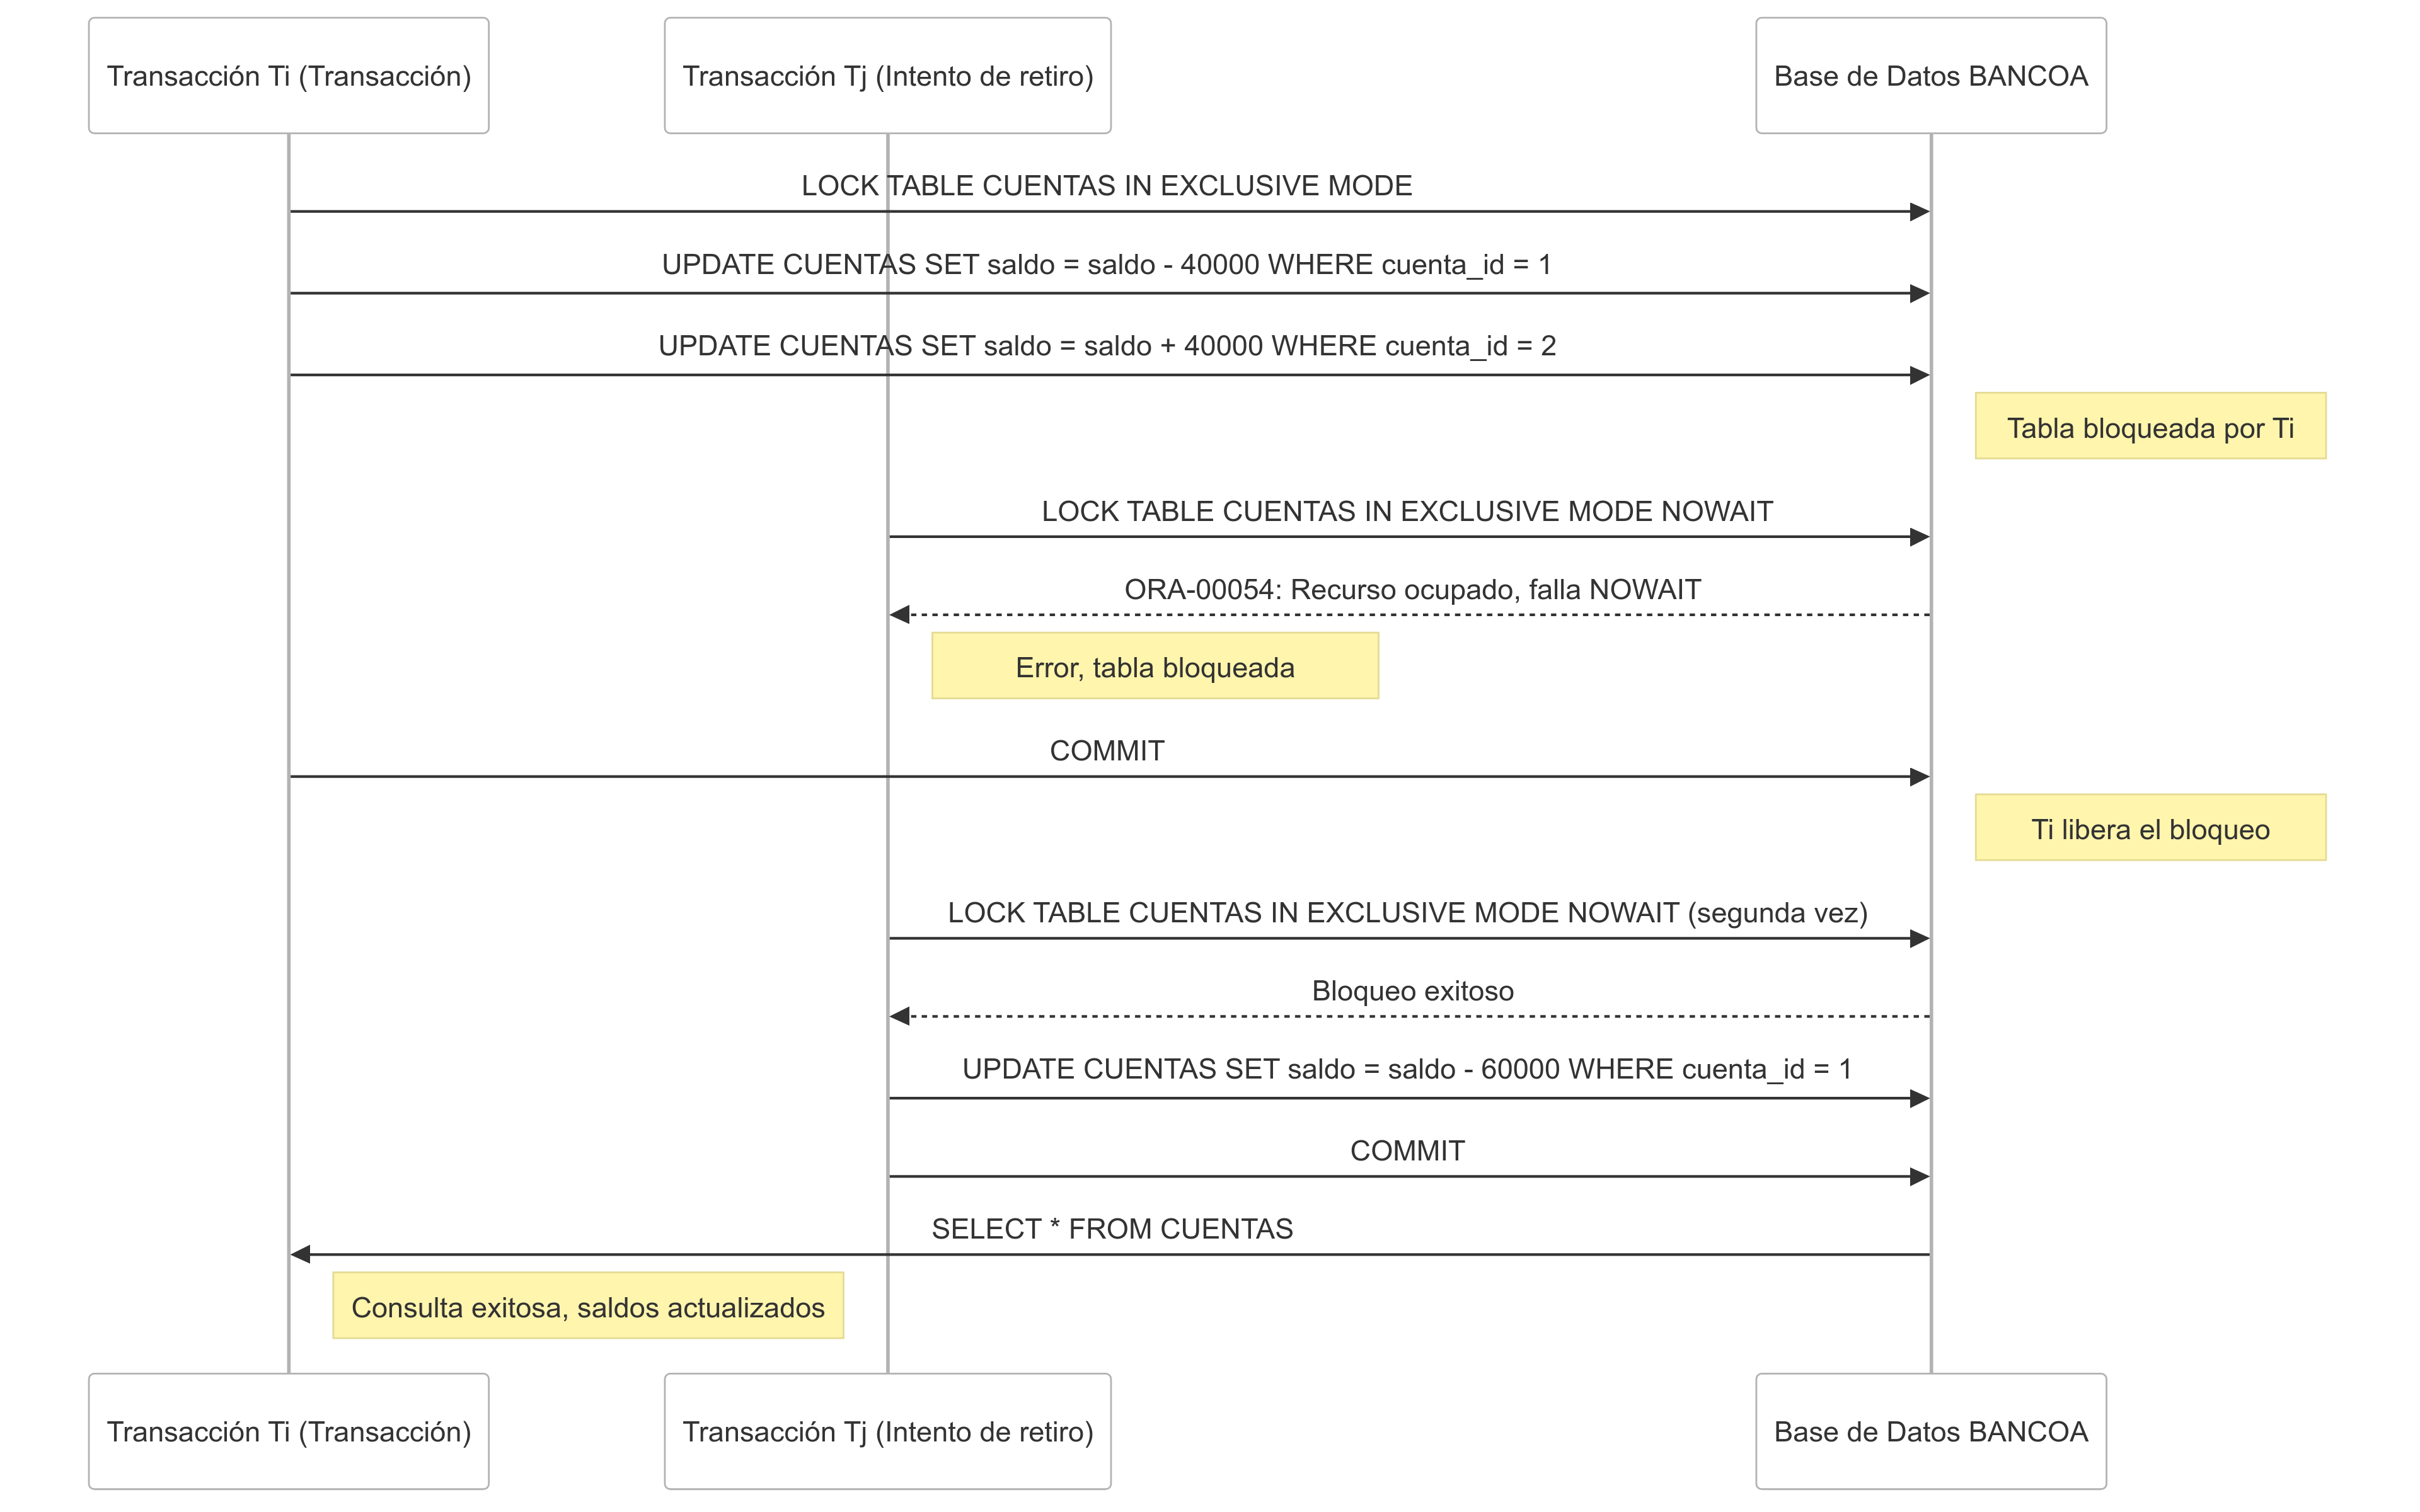 Transacción Ti (Transacción)
Transacción Tj (Intento de retiro)
Base de Datos BANCOA
LOCK TABLE CUENTAS IN EXCLUSIVE MODE
UPDATE CUENTAS SET saldo = saldo - 40000 WHERE cuenta_id = 1
UPDATE CUENTAS SET saldo = saldo + 40000 WHERE cuenta_id = 2
Tabla bloqueada por Ti
LOCK TABLE CUENTAS IN EXCLUSIVE MODE NOWAIT
ORA-00054: Recurso ocupado, falla NOWAIT
Error, tabla bloqueada
COMMIT
Ti libera el bloqueo
LOCK TABLE CUENTAS IN EXCLUSIVE MODE NOWAIT (segunda vez)
Bloqueo exitoso
UPDATE CUENTAS SET saldo = saldo - 60000 WHERE cuenta_id = 1
COMMIT
SELECT * FROM CUENTAS
Consulta exitosa, saldos actualizados
Transacción Ti (Transacción)
Transacción Tj (Intento de retiro)
Base de Datos BANCOA